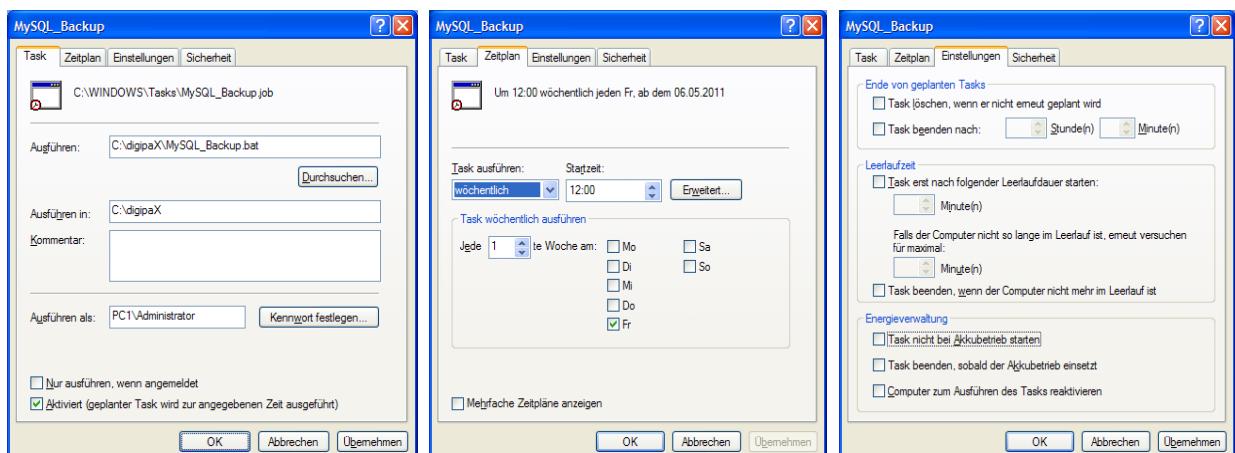 MySQL_Backup
Task Zeitplan Einstellungen Sicherheit
C:\WINDOWS\Tasks\MySQL_Backup.job
Ausführen: C:\digipaX\MySQL_Backup.bat
Durchsuchen...
Ausführen in: C:\digipaX
Kommentar:
Ausführen als: PC1\Administrator Kennwort festlegen...
Nur ausführen, wenn angemeldet
Aktiviert (geplanter Task wird zur angegebenen Zeit ausgeführt)
OK Abbrechen Übernehmen
MySQL_Backup
Task Zeitplan Einstellungen Sicherheit
Um 12:00 wöchentlich jeden Fr, ab dem 06.05.2011
Task ausführen: Startzeit:
wöchentlich 12:00 Erweitert...
Task wöchentlich ausführen
Jede 1 te Woche am: Mo Sa
Di So
Mi
Do
Fr
Mehrfache Zeitpläne anzeigen
OK Abbrechen Übernehmen
MySQL_Backup
Task Zeitplan Einstellungen Sicherheit
Ende von geplanten Tasks
Task löschen, wenn er nicht erneut geplant wird
Task beenden nach: Stunde(n) Minute(n)
Leerlaufzeit
Task erst nach folgender Leerlaufdauer starten:
Minute(n)
Falls der Computer nicht so lange im Leerlauf ist, erneut versuchen
für maximal:
Minute(n)
Task beenden, wenn der Computer nicht mehr im Leerlauf ist
Energieverwaltung
Task nicht bei Akkubetrieb starten
Task beenden, sobald der Akkubetrieb einsetzt
Computer zum Ausführen des Tasks reaktivieren
OK Abbrechen Übernehmen